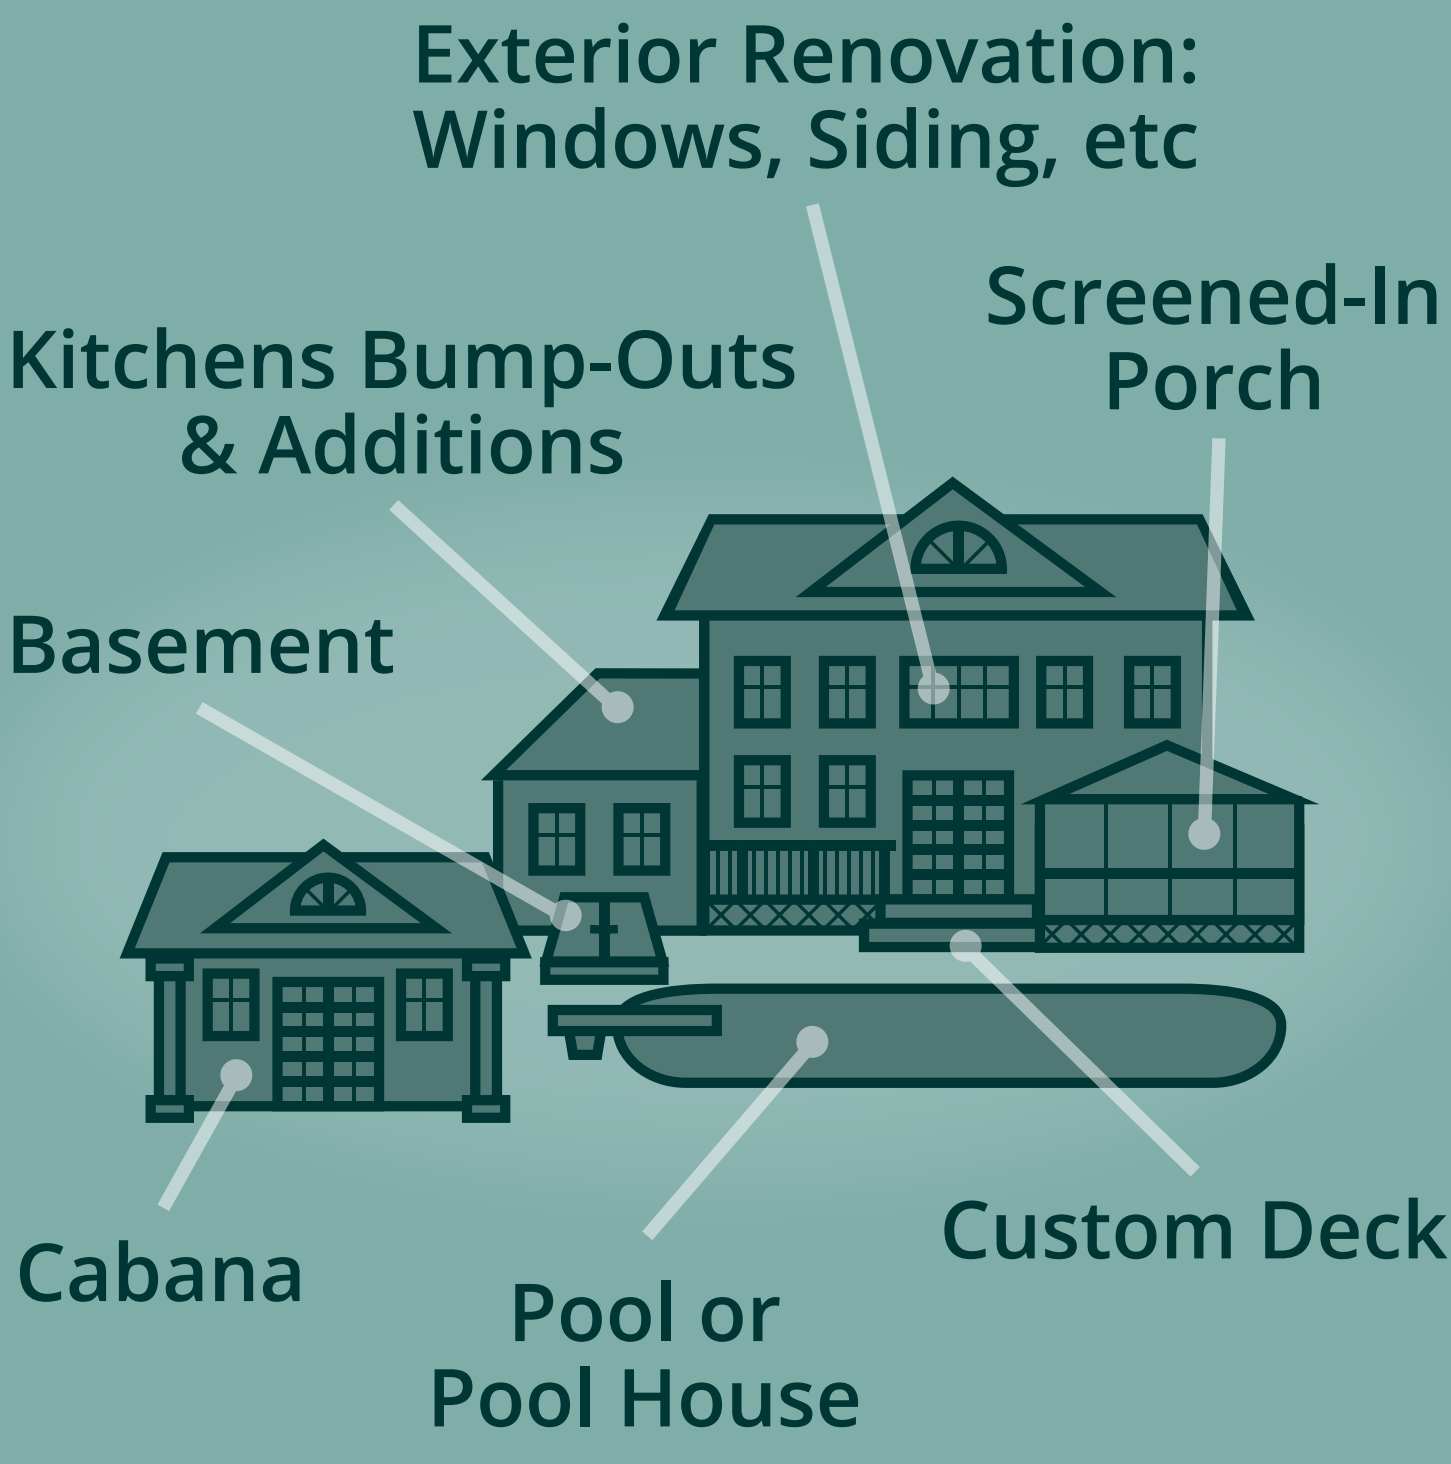 Exterior Renovation:
Windows, Siding, etc
Screened-In
Porch
Kitchens Bump-Outs
& Additions
Basement
Custom Deck
Cabana
Pool or
Pool House